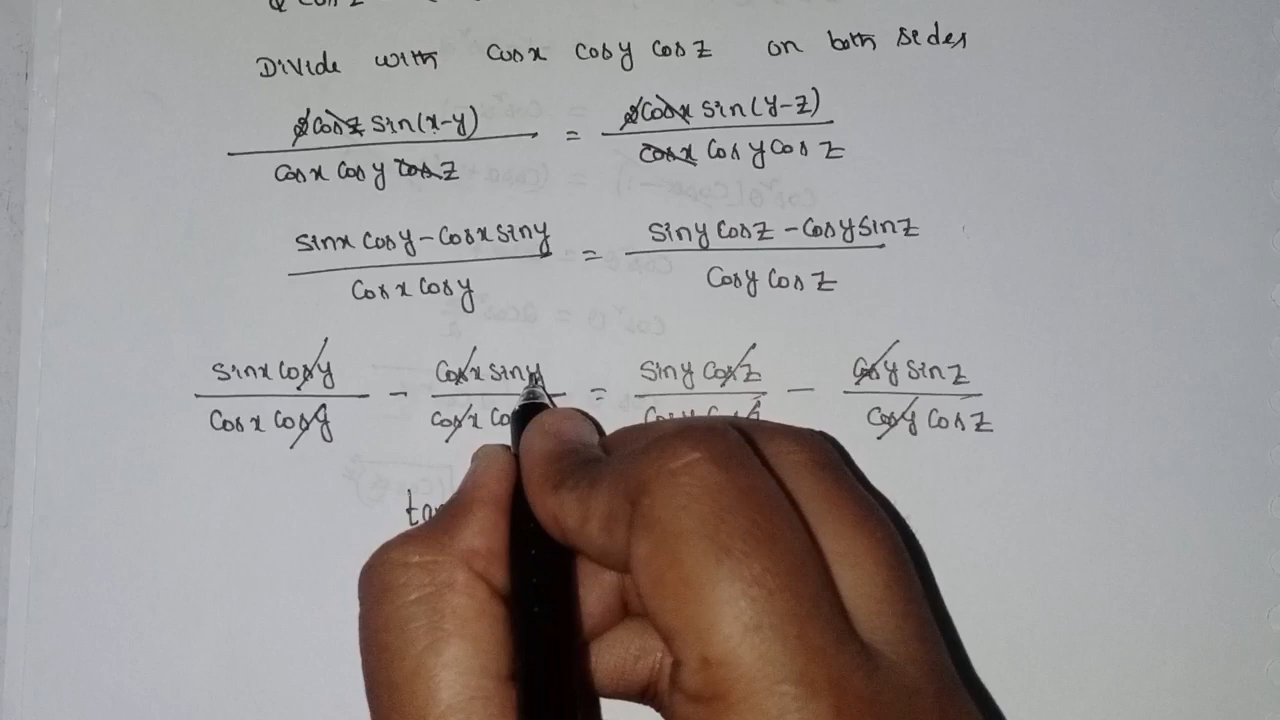 Divide with cosx cosy cosz on both sides
2cosz sin(x-y) / cosx cosy cosz = 2cosx sin(y-z) / cosx cosy cosz
sinx cosy - cosx siny / cosx cosy = siny cosz - cosy sinz / cosy cosz
sinx cosy / cosx cosy - cosx siny / cosx = siny cosz / - cosy sinz / cosy cosz